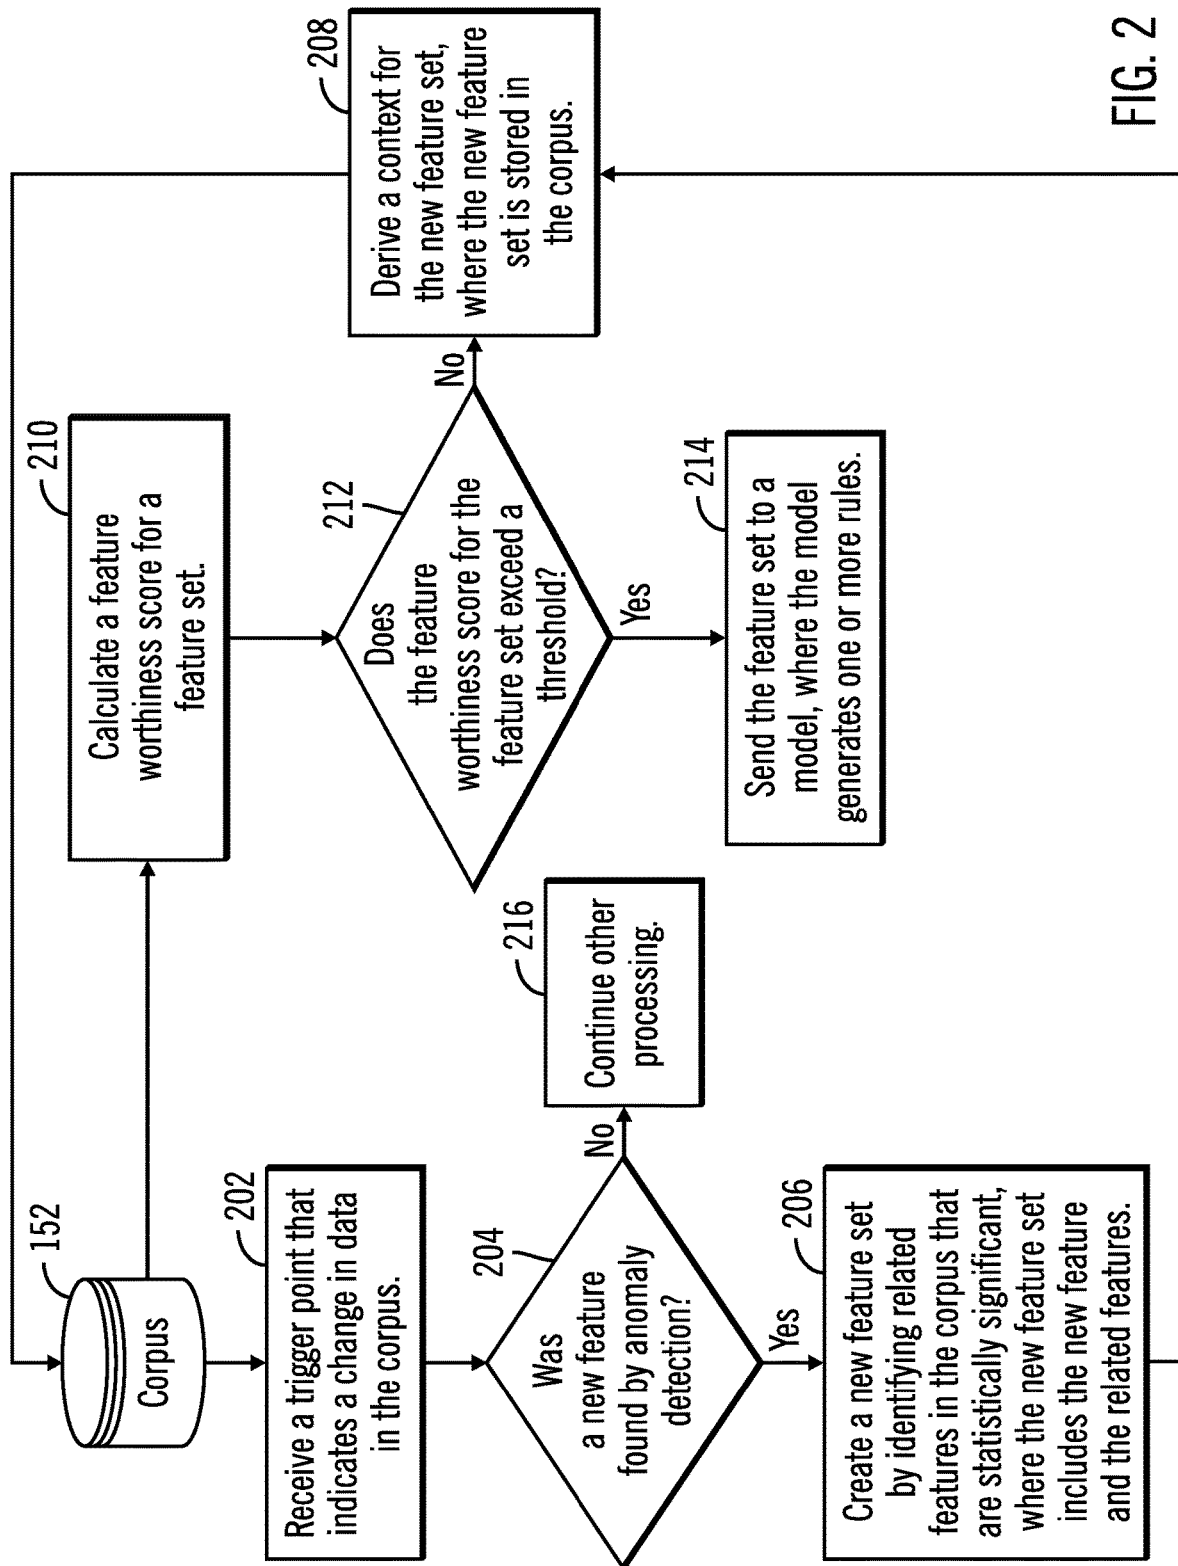 152
Corpus
202
Receive a trigger point that
indicates a change in data
in the corpus.
204
Was
a new feature
found by anomaly
detection?
No
Yes
216
Continue other
processing.
206
Create a new feature set
by identifying related
features in the corpus that
are statistically significant,
where the new feature set
includes the new feature
and the related features.
210
Calculate a feature
worthiness score for a
feature set.
212
Does
the feature
worthiness score for the
feature set exceed a
threshold?
No
Yes
214
Send the feature set to a
model, where the model
generates one or more rules.
208
Derive a context for
the new feature set,
where the new feature
set is stored in
the corpus.
FIG. 2